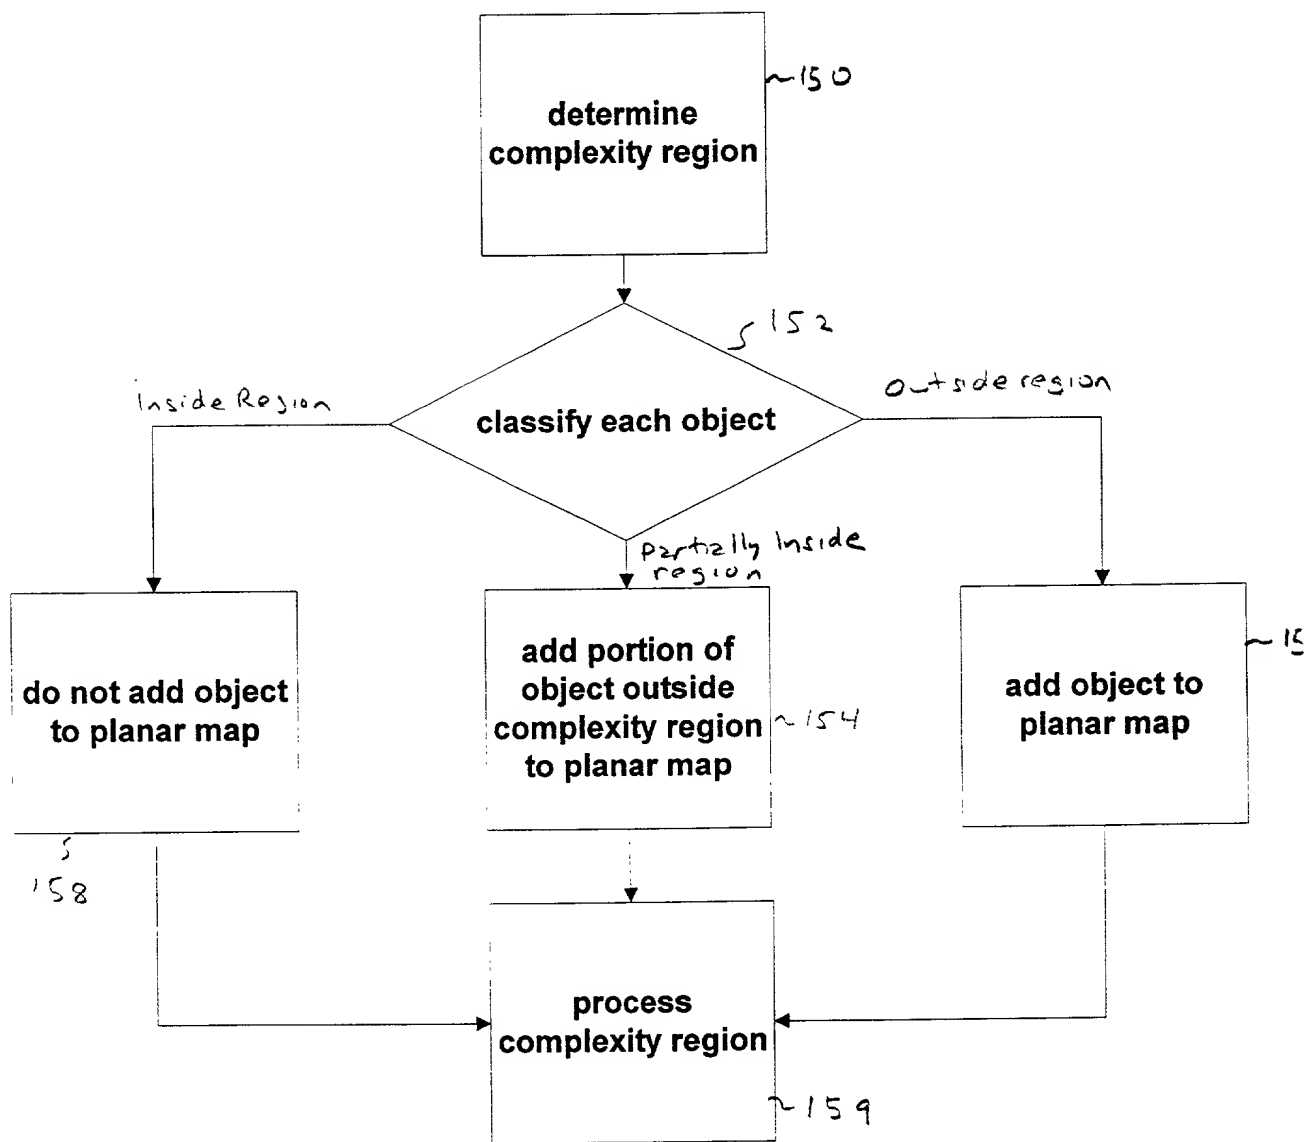 determine
complexity region
~150
152
Inside Region
Outside region
classify each object
Partially Inside
region
do not add object
to planar map
158
add portion of
object outside
complexity region
to planar map
~154
add object to
planar map
~15
process
complexity region
~159